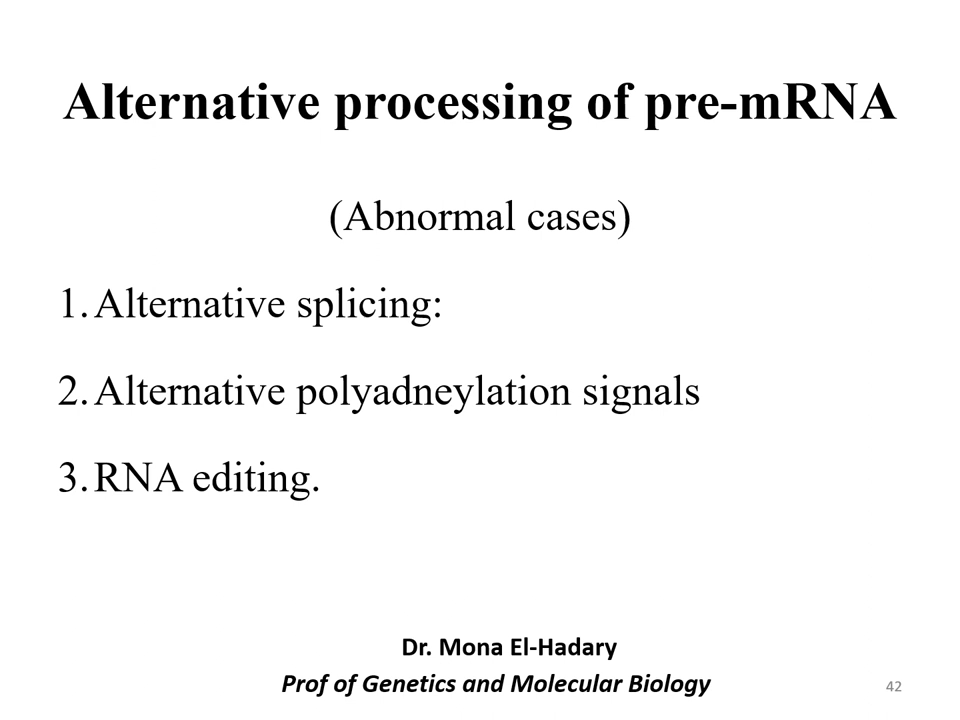 Alternative processing of pre-mRNA
(Abnormal cases)
1. Alternative splicing:
2. Alternative polyadneylation signals
3. RNA editing.
Dr. Mona El-Hadary
Prof of Genetics and Molecular Biology
42